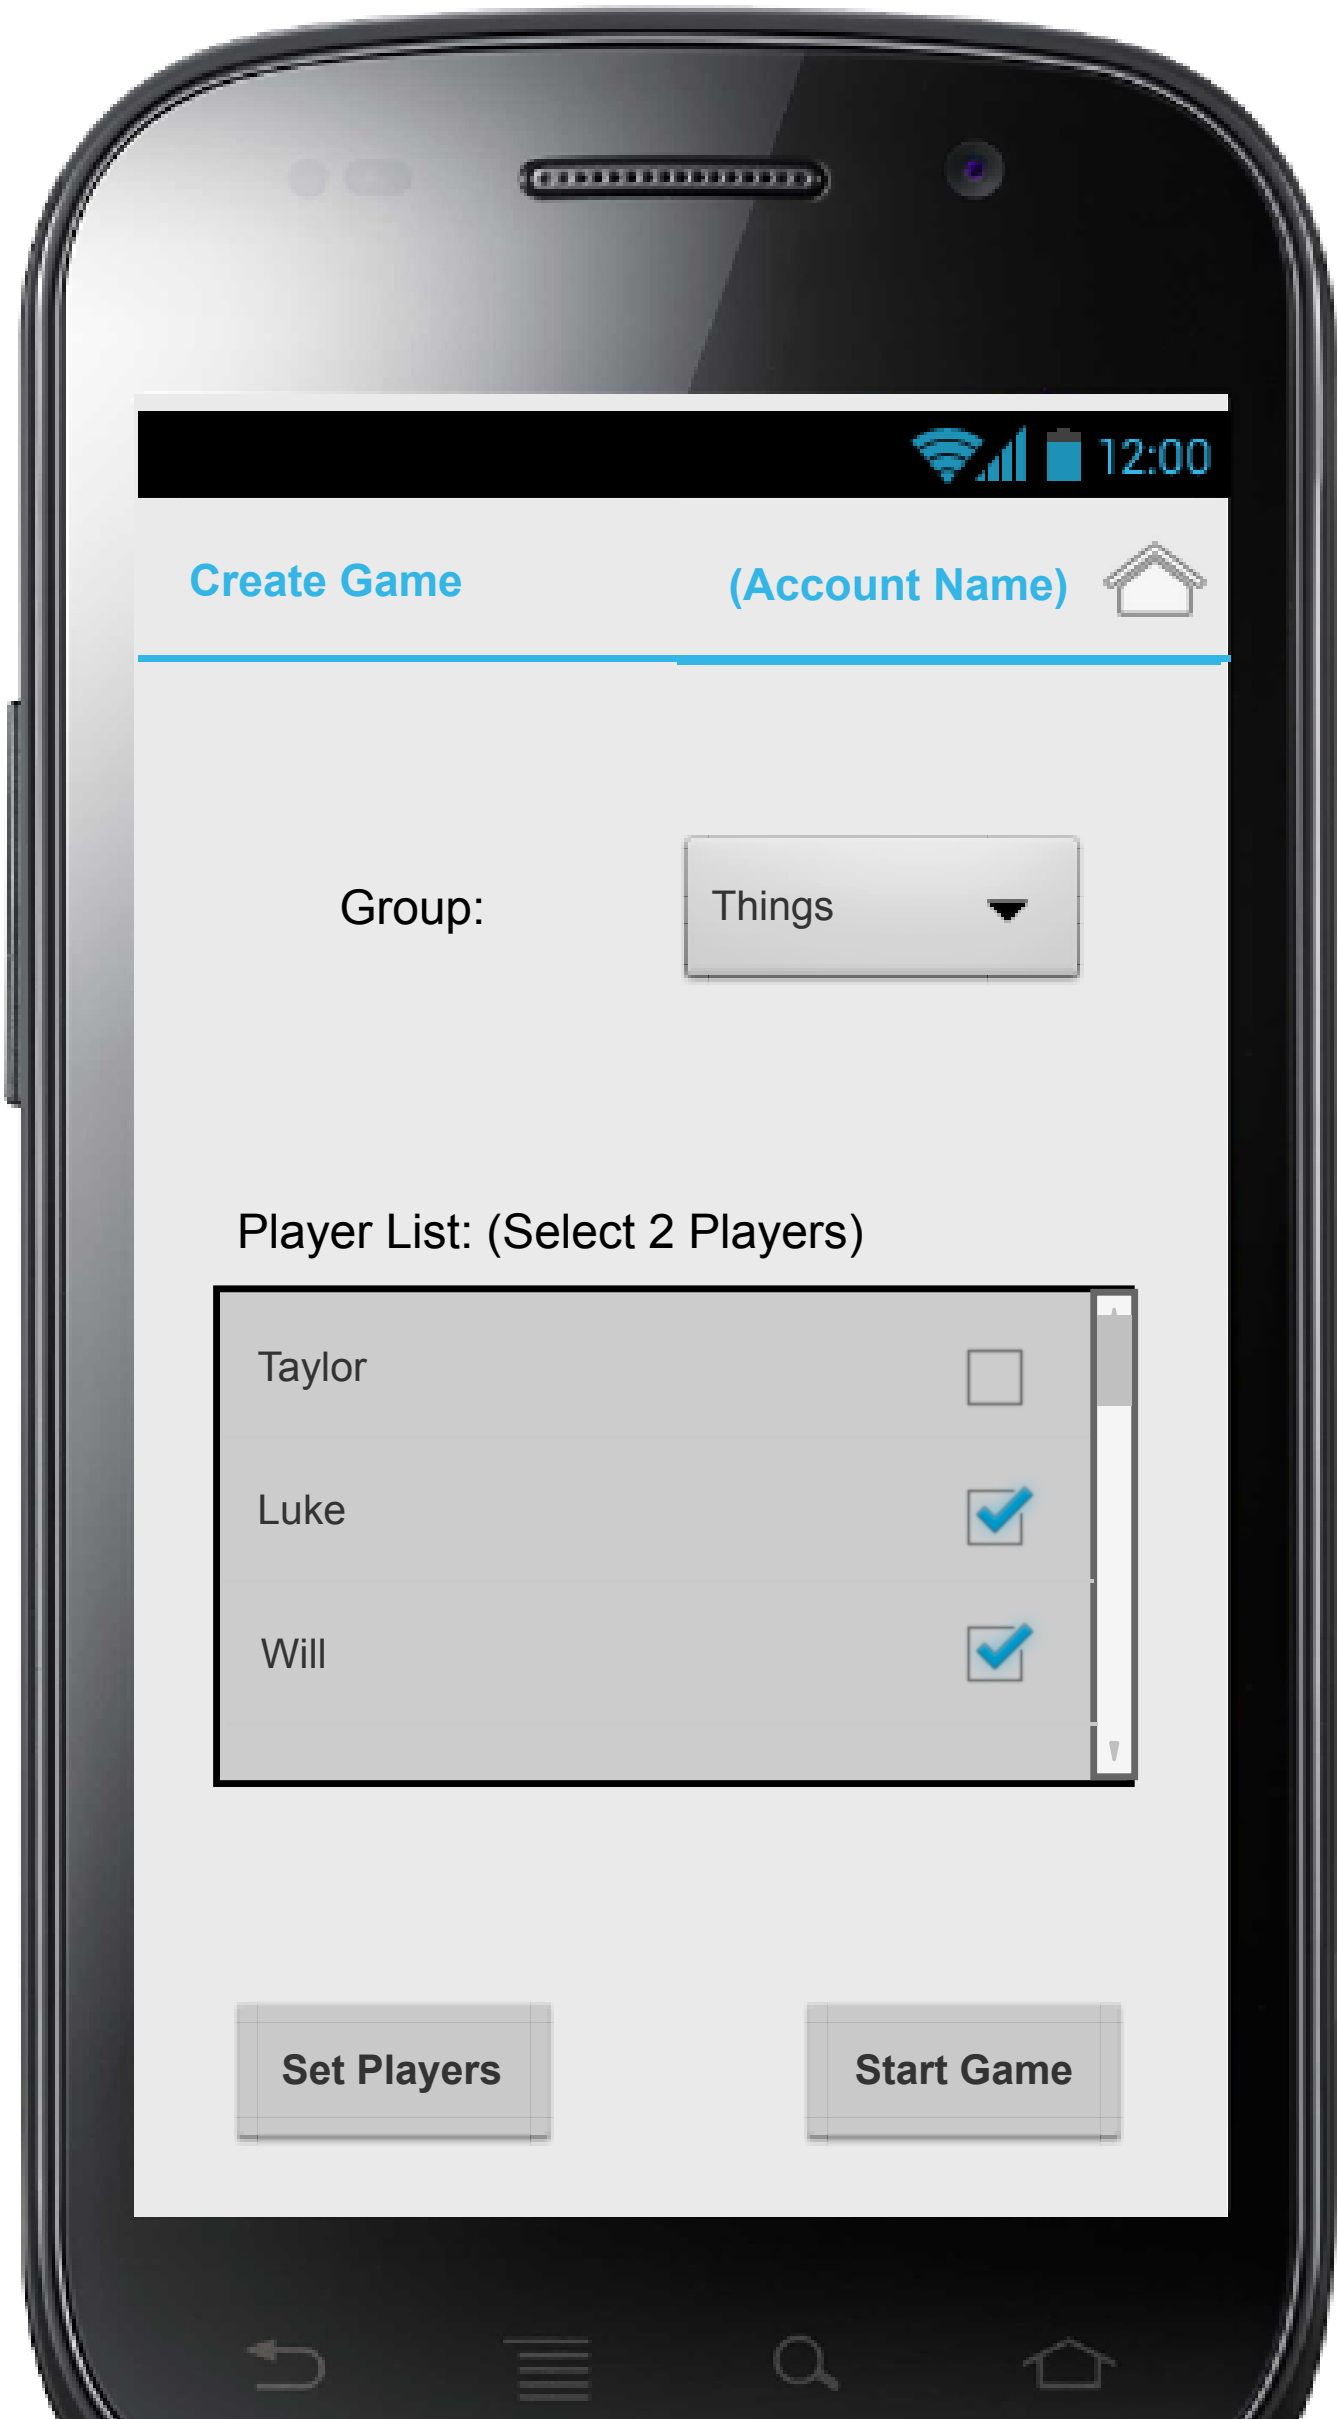 12:00
Create Game (Account Name)
Group: Things
Player List: (Select 2 Players)
Taylor
Luke
Will
Set Players Start Game